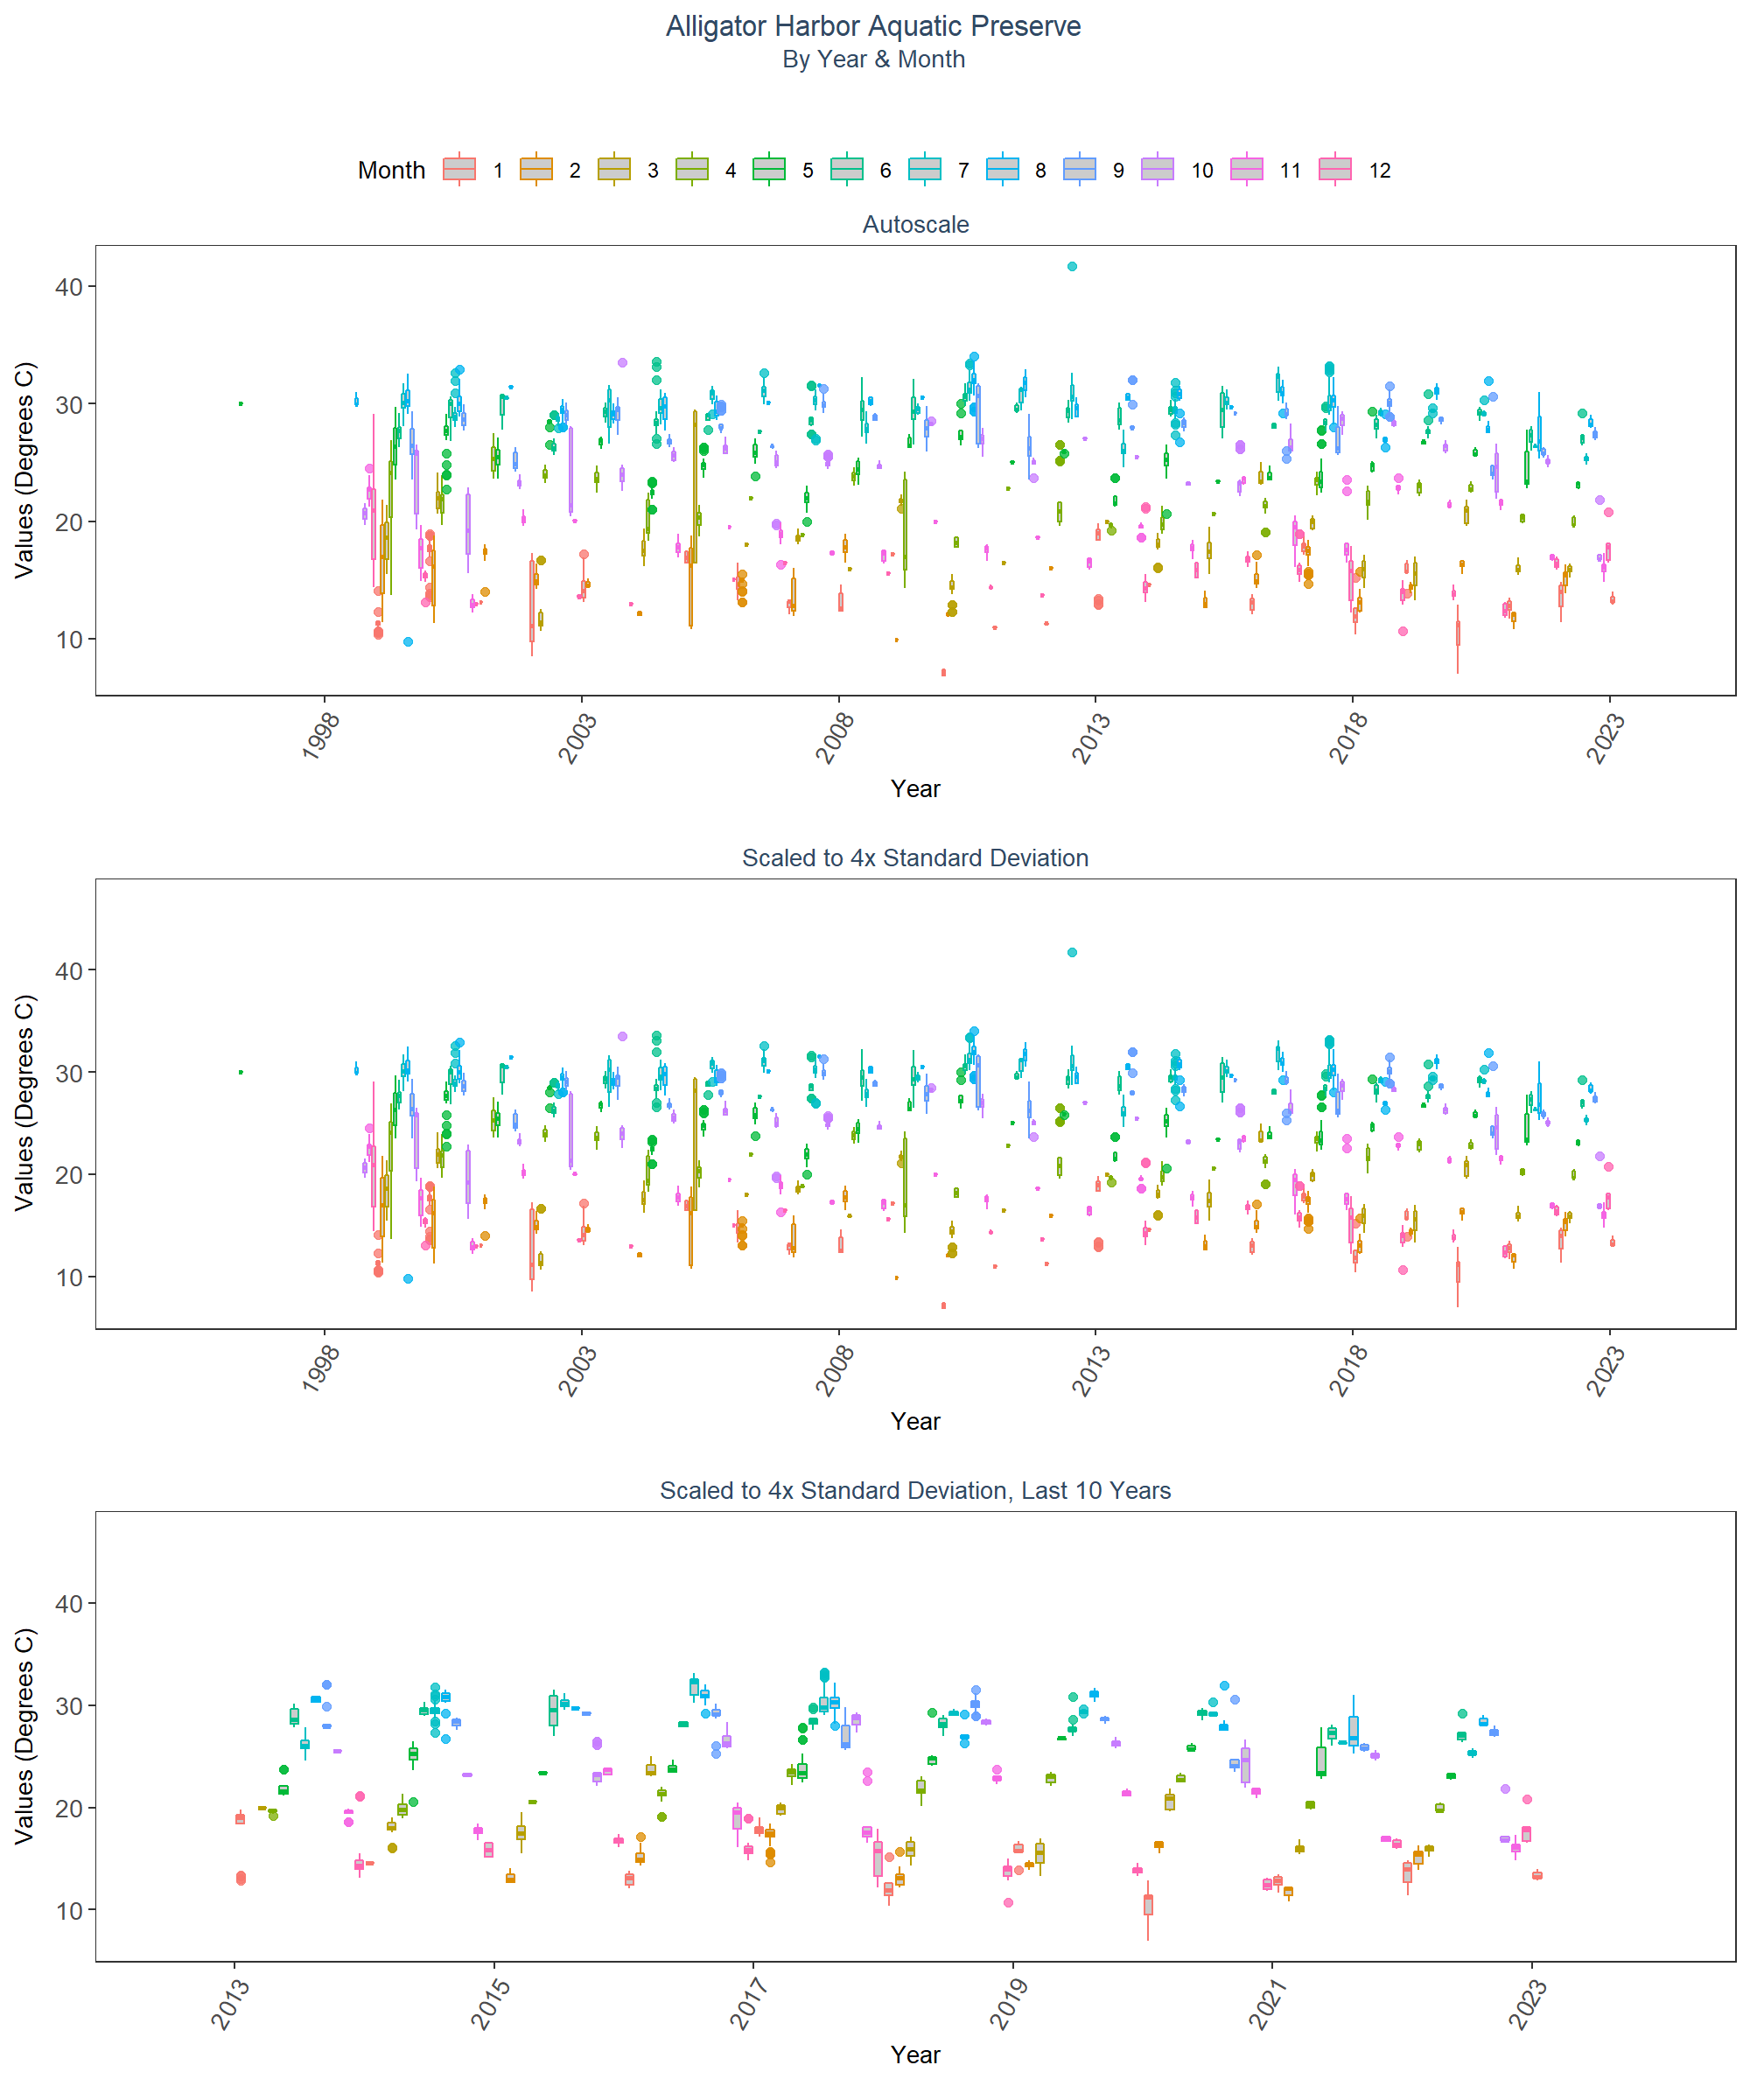 Alligator Harbor Aquatic Preserve
By Year & Month
Month 1 2 3 4 5 6 7 8 9 10 11 12
Autoscale
Values (Degrees C)
40
30
20
10
1998 2003 2008 2013 2018 2023
Year
Scaled to 4x Standard Deviation
Values (Degrees C)
40
30
20
10
1998 2003 2008 2013 2018 2023
Year
Scaled to 4x Standard Deviation, Last 10 Years
Values (Degrees C)
40
30
20
10
2013 2015 2017 2019 2021 2023
Year